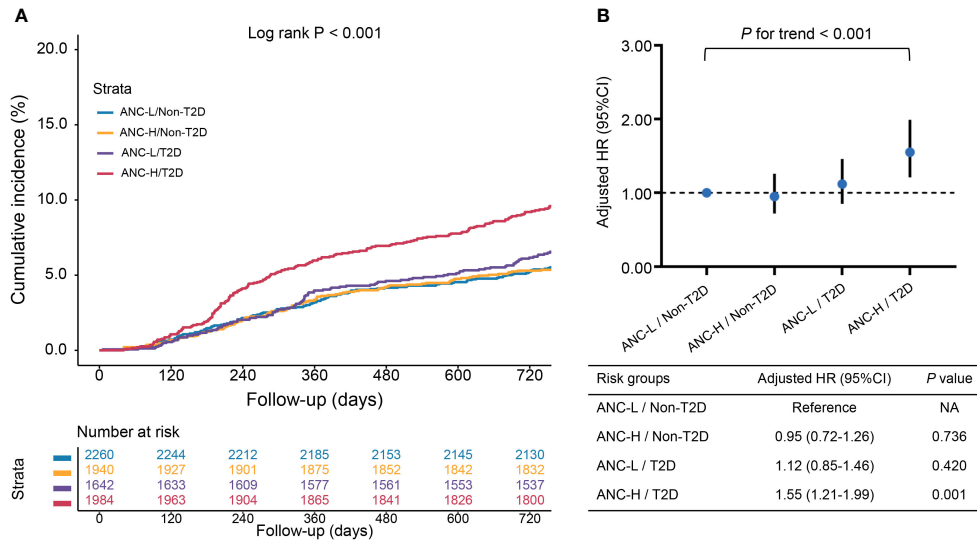 A
Log rank P < 0.001
20.0
15.0
10.0
5.0
0.0
Cumulative incidence (%)
Strata
ANC-L/Non-T2D
ANC-H/Non-T2D
ANC-L/T2D
ANC-H/T2D
0 120 240 360 480 600 720
Follow-up (days)
Number at risk
Strata
2260 2244 2212 2185 2153 2145 2130
1940 1927 1901 1875 1852 1842 1832
1642 1633 1609 1577 1561 1553 1537
1984 1963 1904 1865 1841 1826 1800
0 120 240 360 480 600 720
Follow-up (days)
B
P for trend < 0.001
3.00
2.00
1.00
0.00
Adjusted HR (95%CI)
ANC-L / Non-T2D
ANC-H / Non-T2D
ANC-L / T2D
ANC-H / T2D
Risk groups Adjusted HR (95%CI) P value
ANC-L / Non-T2D Reference NA
ANC-H / Non-T2D 0.95 (0.72-1.26) 0.736
ANC-L / T2D 1.12 (0.85-1.46) 0.420
ANC-H / T2D 1.55 (1.21-1.99) 0.001